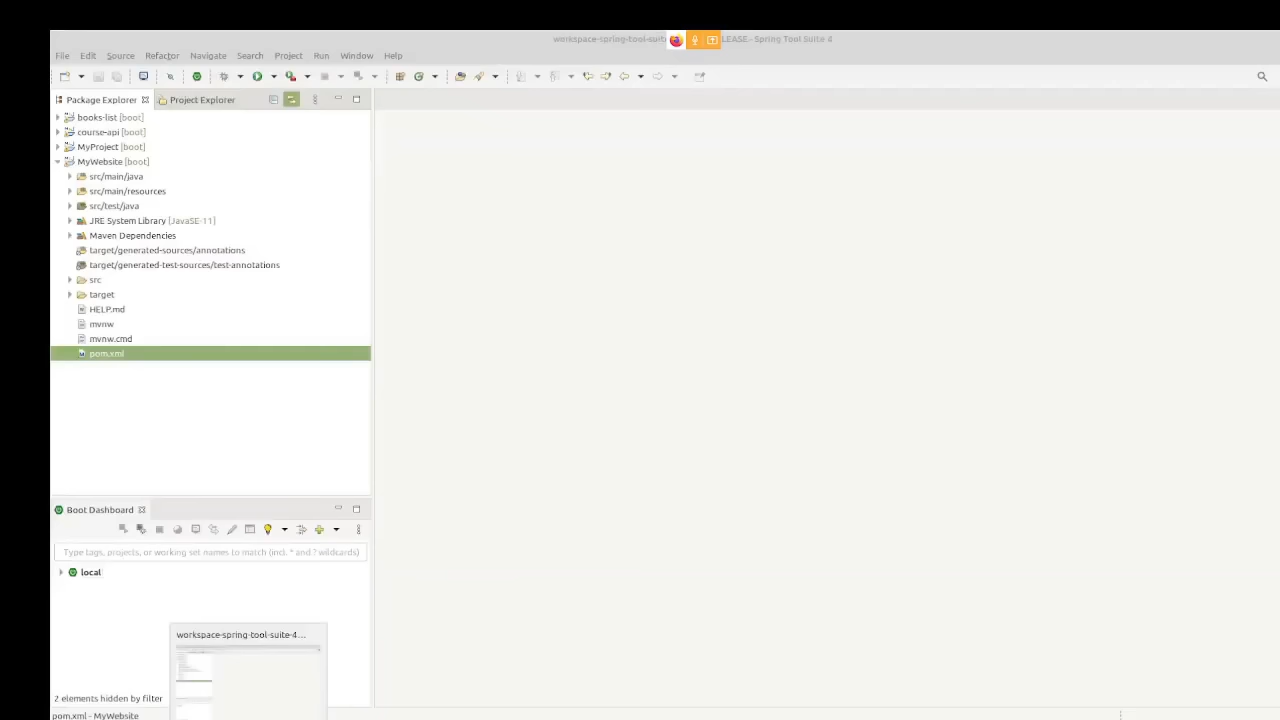 workspace-spring-tool-suit LEASE - Spring Tool Suite 4
File Edit Source Refactor Navigate Search Project Run Window Help
Package Explorer Project Explorer
books-list [boot]
course-api [boot]
MyProject [boot]
MyWebsite [boot]
src/main/java
src/main/resources
src/test/java
JRE System Library [JavaSE-11]
Maven Dependencies
target/generated-sources/annotations
target/generated-test-sources/test-annotations
src
target
HELP.md
mvnw
mvnw.cmd
pom.xml
Boot Dashboard
Type tags, projects, or working set names to match (incl. * and ? wildcards)
local
workspace-spring-tool-suite-4...
2 elements hidden by filter
pom.xml - MyWebsite